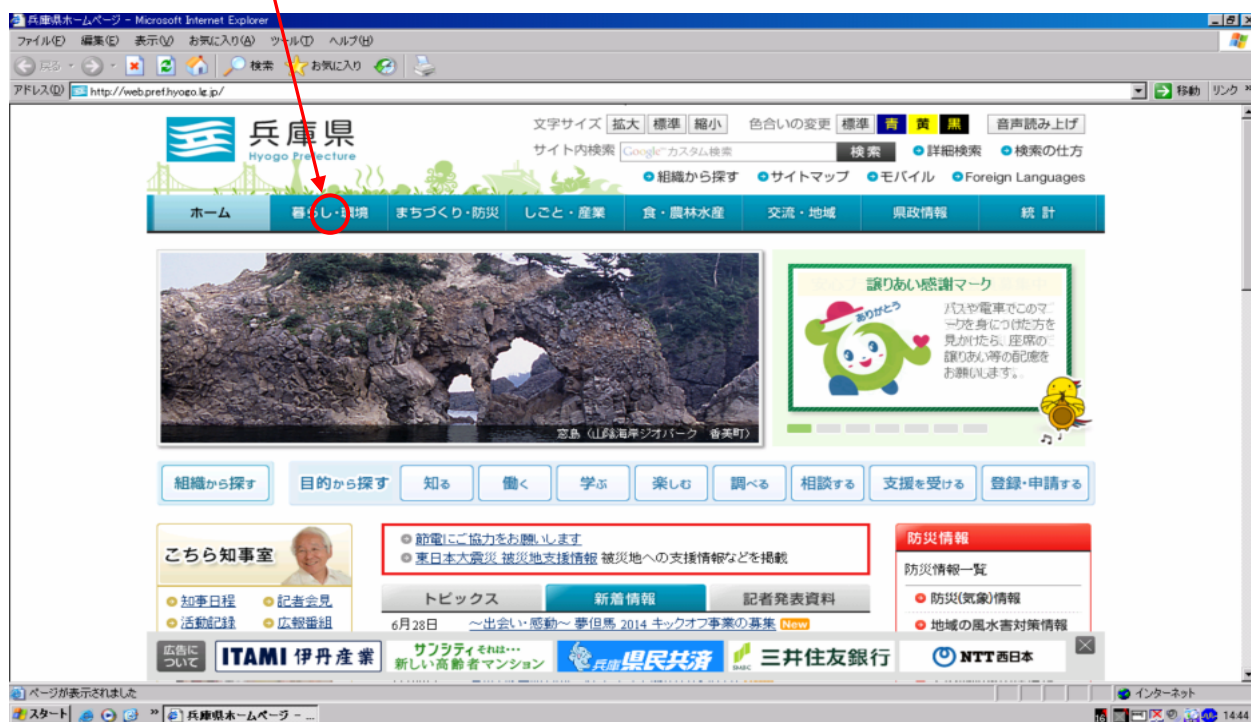 兵庫県ホームページ - Microsoft Internet Explorer
ファイル(F) 編集(E) 表示(V) お気に入り(A) ツール(T) ヘルプ(H)
戻る 検索 お気に入り
アドレス(D) http://web.pref.hyogo.lg.jp/ 移動 リンク »
兵庫県
Hyogo Prefecture
文字サイズ 拡大 標準 縮小 色合いの変更 標準 青 黄 黒 音声読み上げ
サイト内検索 Google カスタム検索 検索 詳細検索 検索の仕方
組織から探す サイトマップ モバイル Foreign Languages
ホーム 暮らし・環境 まちづくり・防災 しごと・産業 食・農林水産 交流・地域 県政情報 統計
譲りあい感謝マーク
ありがとう
バスや電車でこのマ
ークを身につけた方を
見かけたら、座席の
譲りあい等の配慮を
お願いします。
宮島（山陰海岸ジオパーク 香美町）
組織から探す 目的から探す 知る 働く 学ぶ 楽しむ 調べる 相談する 支援を受ける 登録・申請する
こちら知事室
知事日程 記者会見
活動記録 広報番組
節電にご協力をお願いします
東日本大震災 被災地支援情報 被災地への支援情報などを掲載
トピックス 新着情報 記者発表資料
6月28日 ～出会い・感動～ 夢但馬 2014 キックオフ事業の募集 New
防災情報
防災情報一覧
防災(気象)情報
地域の風水害対策情報
広告について ITAMI 伊丹産業 サンシティそれは… 新しい高齢者マンション 兵庫県民共済 SMBC 三井住友銀行 NTT西日本
ページが表示されました インターネット
スタート » 兵庫県ホームページ - ... 14:44